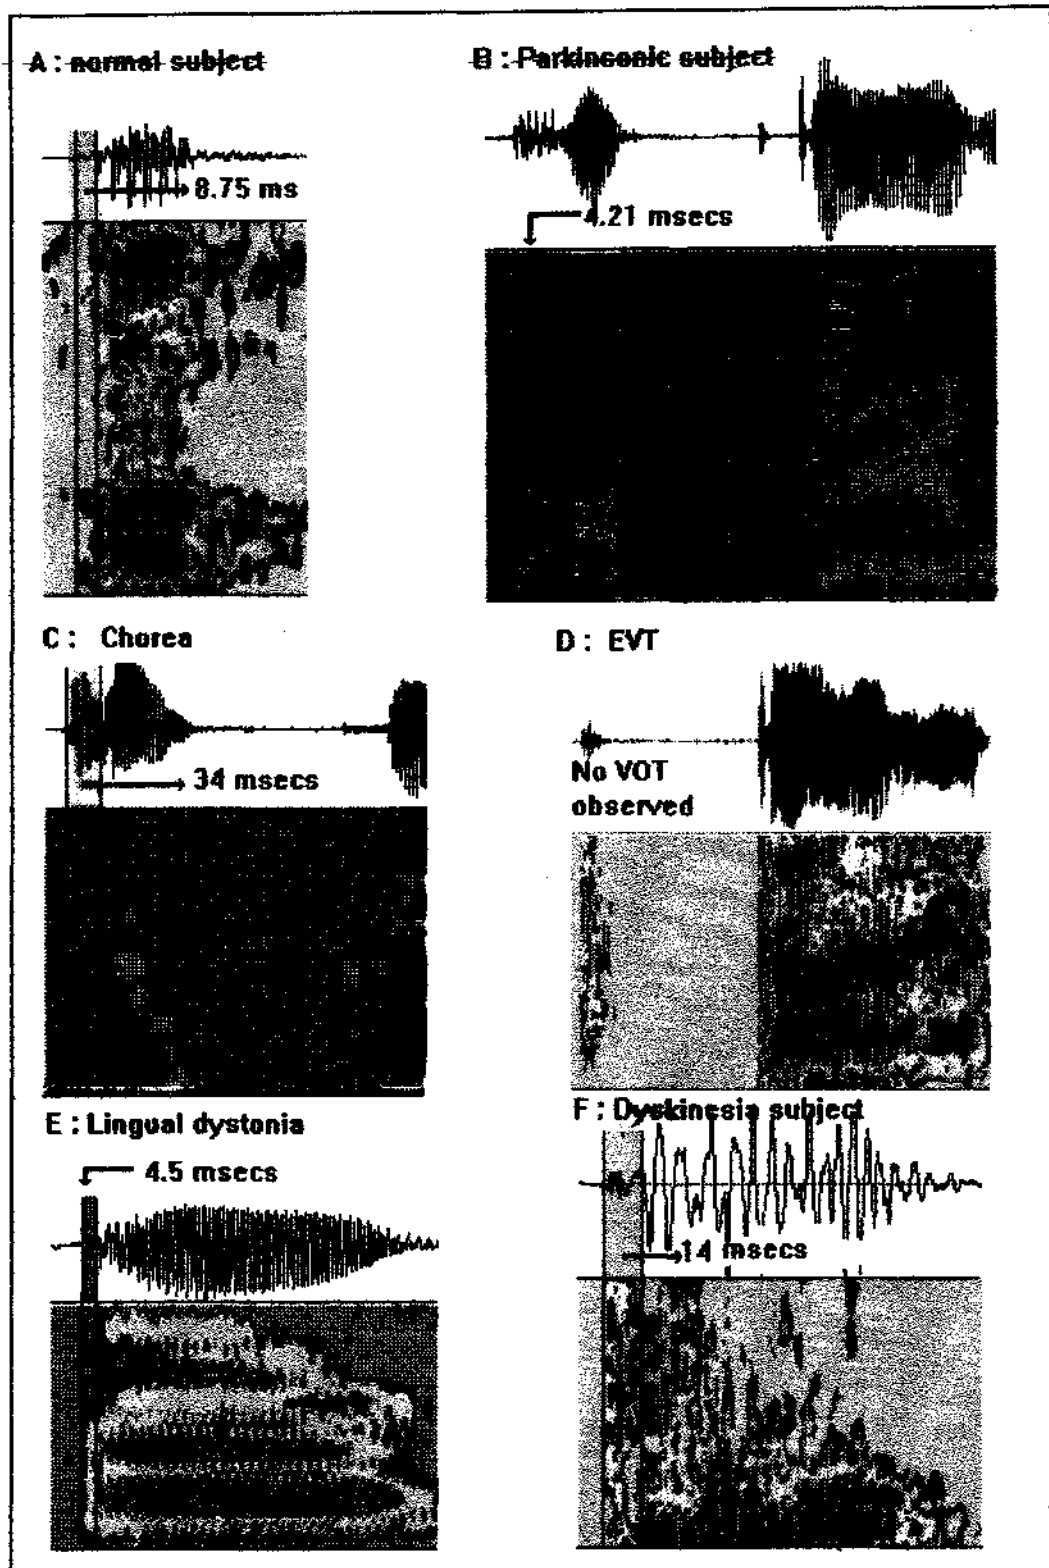 A : normal subject
8.75 ms
B : Parkinsonic subject
4.21 msecs
C : Chorea
34 msecs
D : EVT
No VOT
observed
E : Lingual dystonia
4.5 msecs
F : Dyskinesia subject
14 msecs